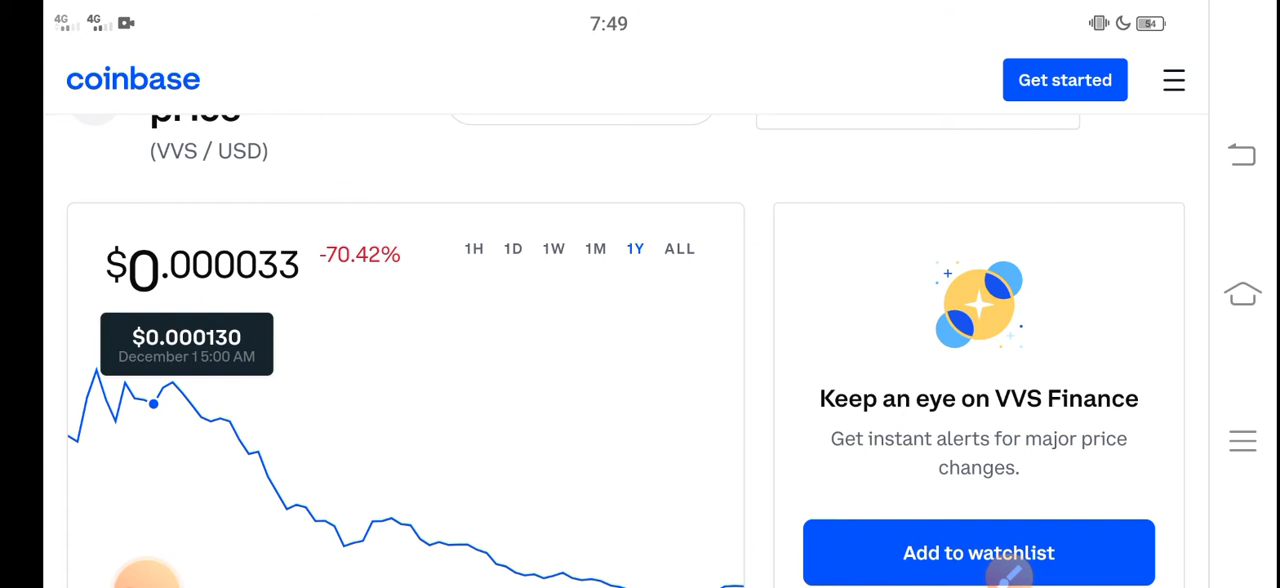 4G 4G 7:49 54
coinbase
Get started
price
(VVS / USD)
$0.000033 -70.42%
1H 1D 1W 1M 1Y ALL
$0.000130
December 1 5:00 AM
Keep an eye on VVS Finance
Get instant alerts for major price
changes.
Add to watchlist